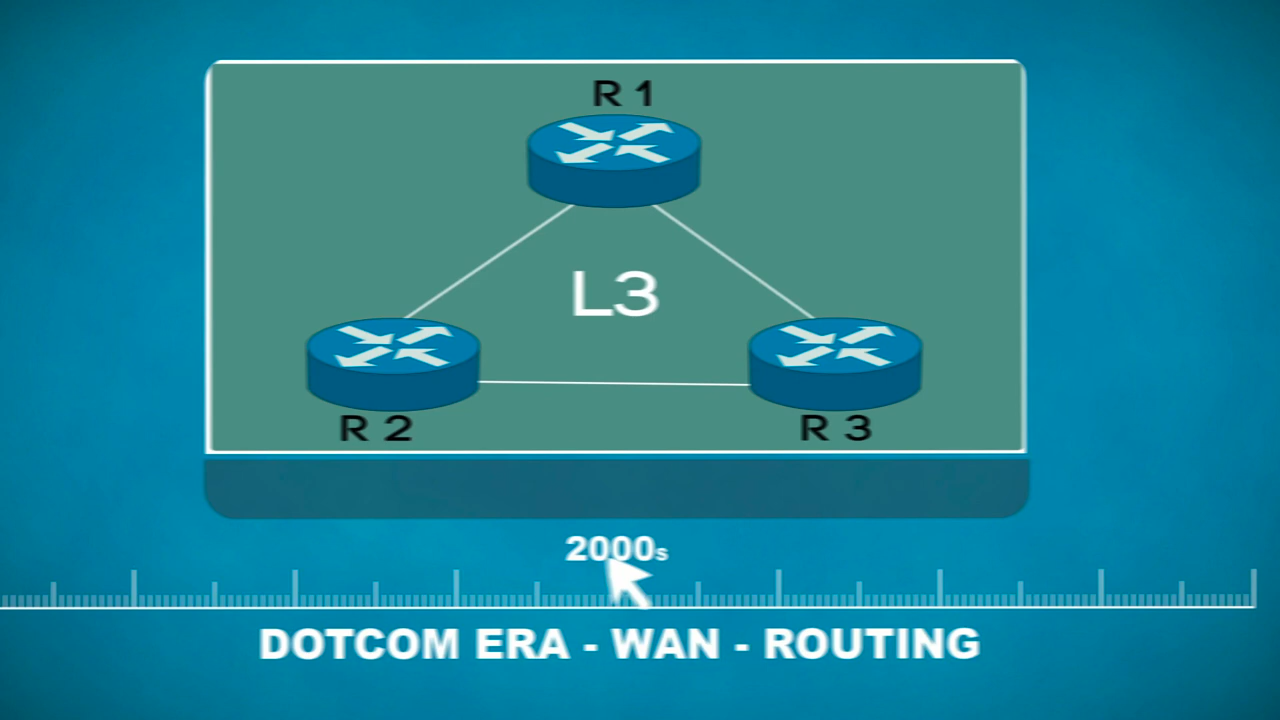 R 1
L3
R 2
R 3
2000s
DOTCOM ERA - WAN - ROUTING